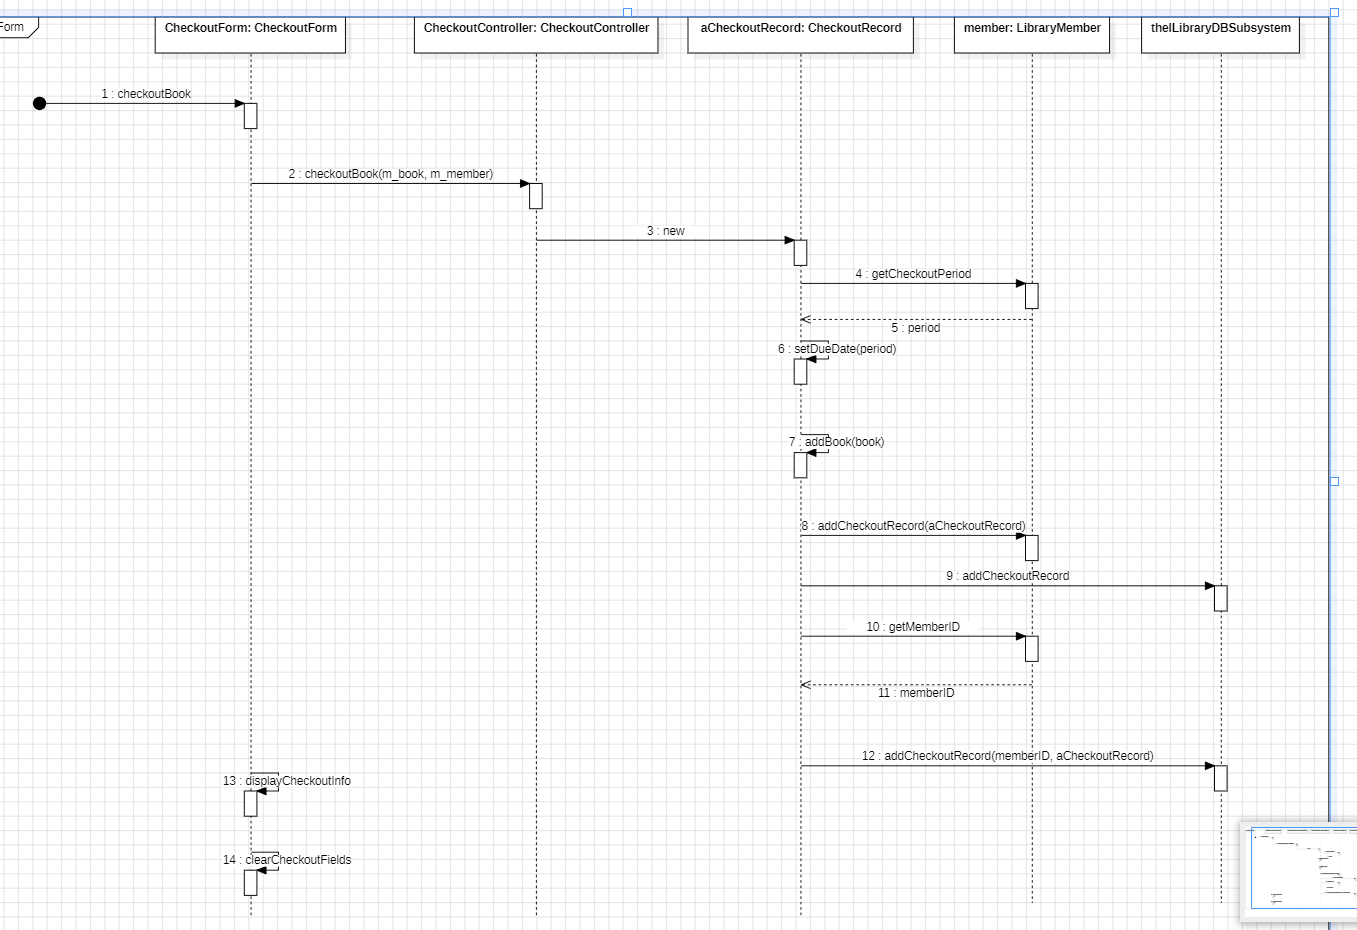 Form
CheckoutForm: CheckoutForm
CheckoutController: CheckoutController
aCheckoutRecord: CheckoutRecord
member: LibraryMember
theILibraryDBSubsystem
1 : checkoutBook
2 : checkoutBook(m_book, m_member)
3 : new
4 : getCheckoutPeriod
5 : period
6 : setDueDate(period)
7 : addBook(book)
8 : addCheckoutRecord(aCheckoutRecord)
9 : addCheckoutRecord
10 : getMemberID
11 : memberID
12 : addCheckoutRecord(memberID, aCheckoutRecord)
13 : displayCheckoutInfo
14 : clearCheckoutFields